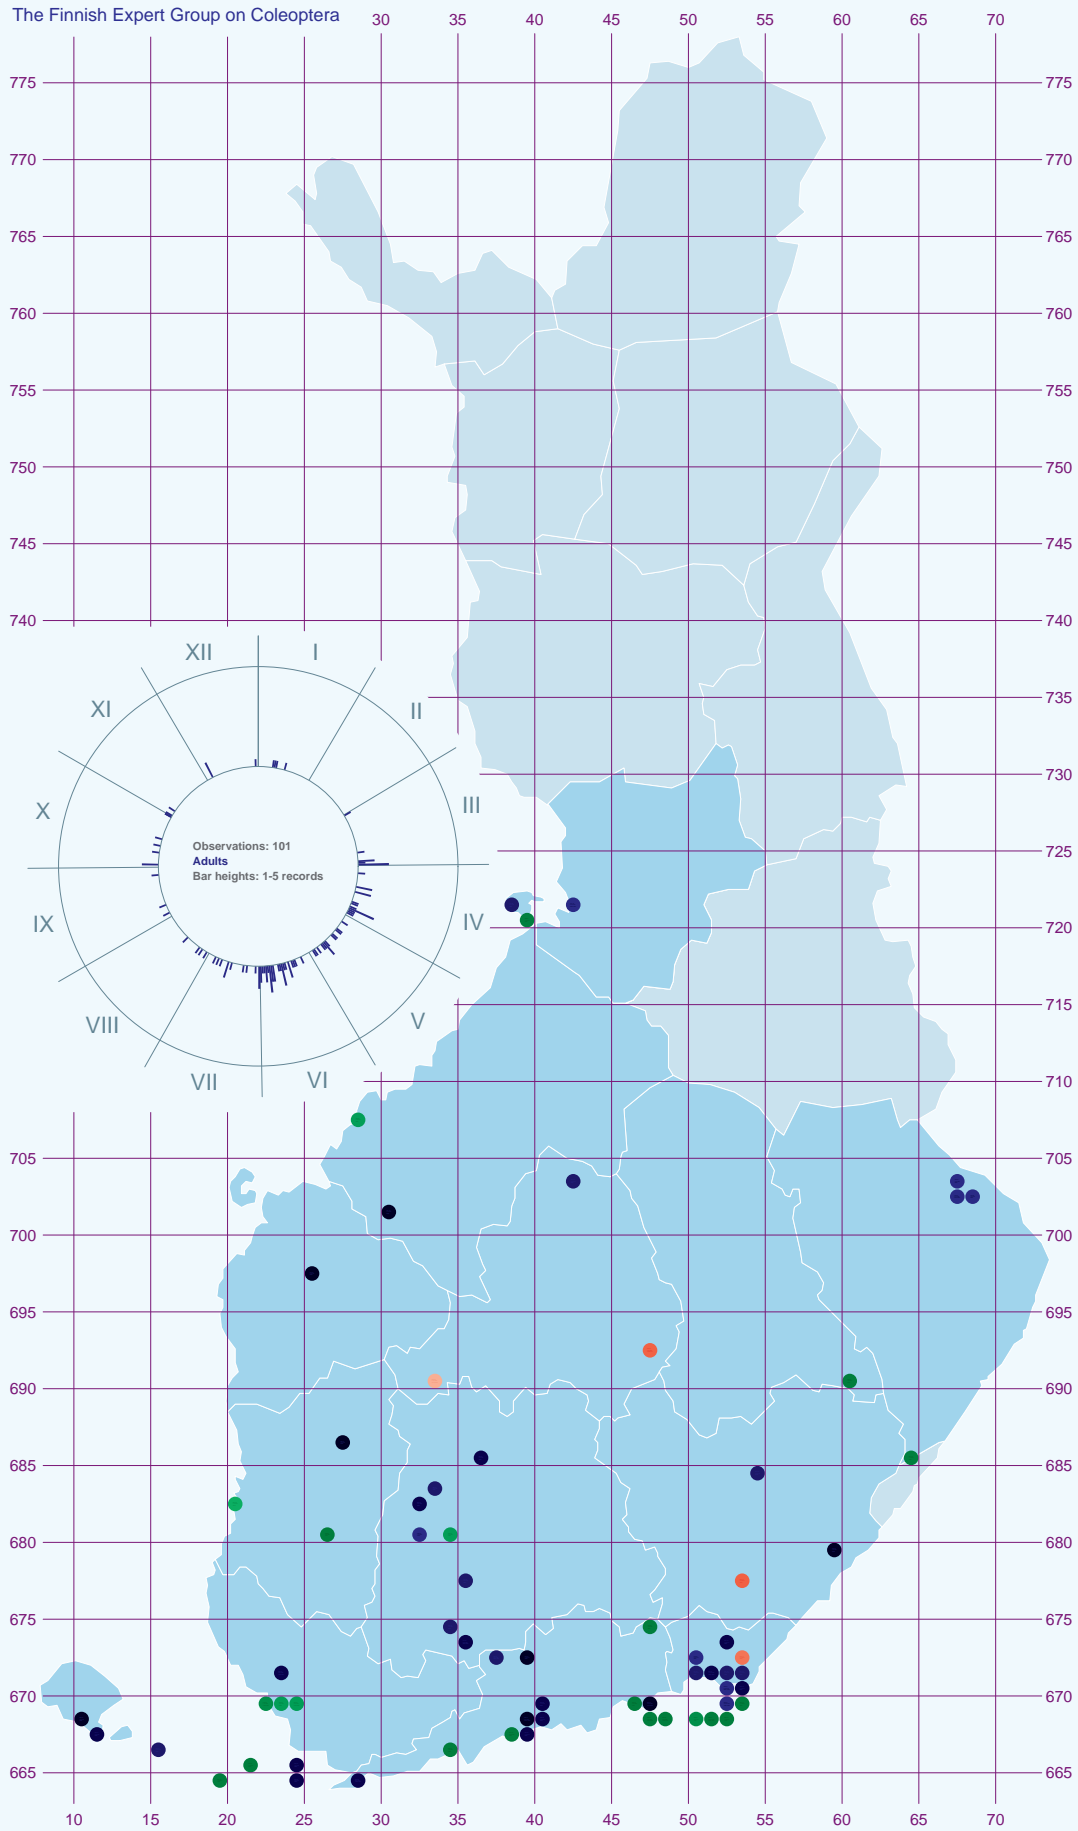 The Finnish Expert Group on Coleoptera 30 35 40 45 50 55 60 65 70
775 775
770 770
765 765
760 760
755 755
750 750
745 745
740 740
735
730
725
720
715
710
705 705
700 700
695 695
690 690
685 685
680 680
675 675
670 670
665 665
10 15 20 25 30 35 40 45 50 55 60 65 70
XII I
XI II
X III
Observations: 101
Adults
Bar heights: 1-5 records
IX IV
VIII V
VII VI